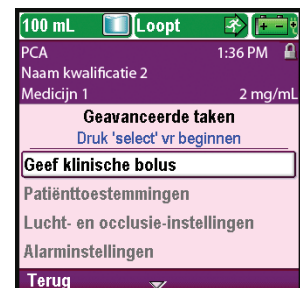 100 mL Loopt
PCA 1:36 PM
Naam kwalificatie 2
Medicijn 1 2 mg/mL
Geavanceerde taken
Druk 'select' vr beginnen
Geef klinische bolus
Patiënttoestemmingen
Lucht- en occlusie-instellingen
Alarminstellingen
Terug